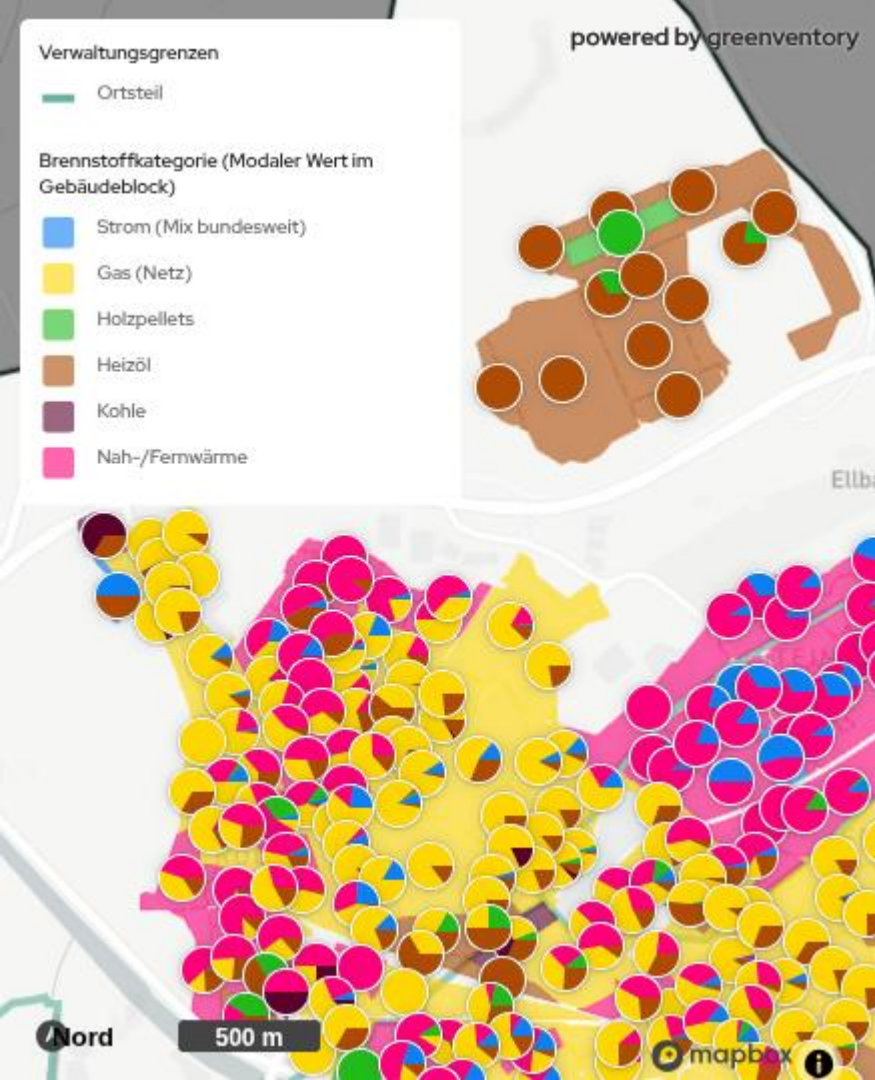 powered by greenventory
Verwaltungsgrenzen
Ortsteil
Brennstoffkategorie (Modaler Wert im
Gebäudeblock)
Strom (Mix bundesweit)
Gas (Netz)
Holzpellets
Heizöl
Kohle
Nah-/Fernwärme
Ellba
Nord
500 m
mapbox
i